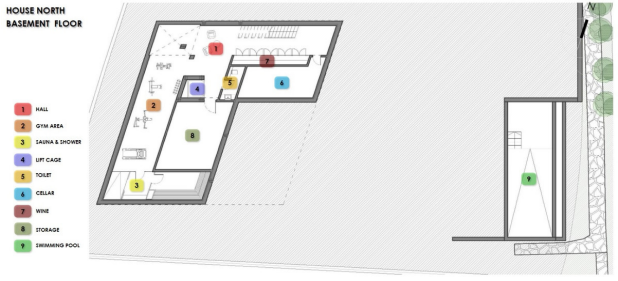 HOUSE NORTH
BASEMENT FLOOR
N
1
7
4
5
6
2
8
3
9
1 HALL
2 GYM AREA
3 SAUNA & SHOWER
4 LIFT CAGE
5 TOILET
6 CELLAR
7 WINE
8 STORAGE
9 SWIMMING POOL